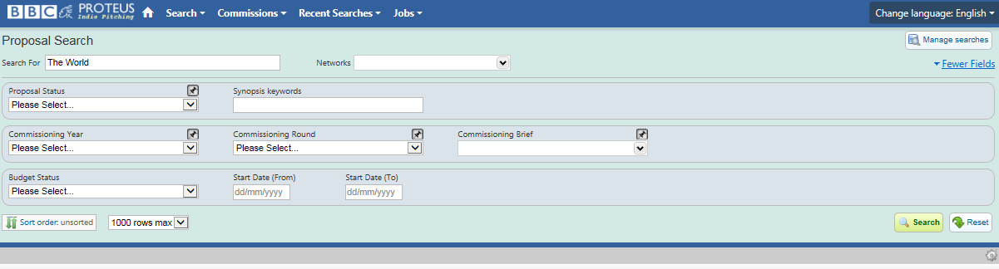 BBC PROTEUS
Indie Pitching
Search Commissions Recent Searches Jobs
Change language: English
Proposal Search
Manage searches
Search For The World Networks
Fewer Fields
Proposal Status Synopsis keywords
Please Select...
Commissioning Year Commissioning Round Commissioning Brief
Please Select... Please Select...
Budget Status Start Date (From) Start Date (To)
Please Select... dd/mm/yyyy dd/mm/yyyy
Sort order: unsorted 1000 rows max Search Reset